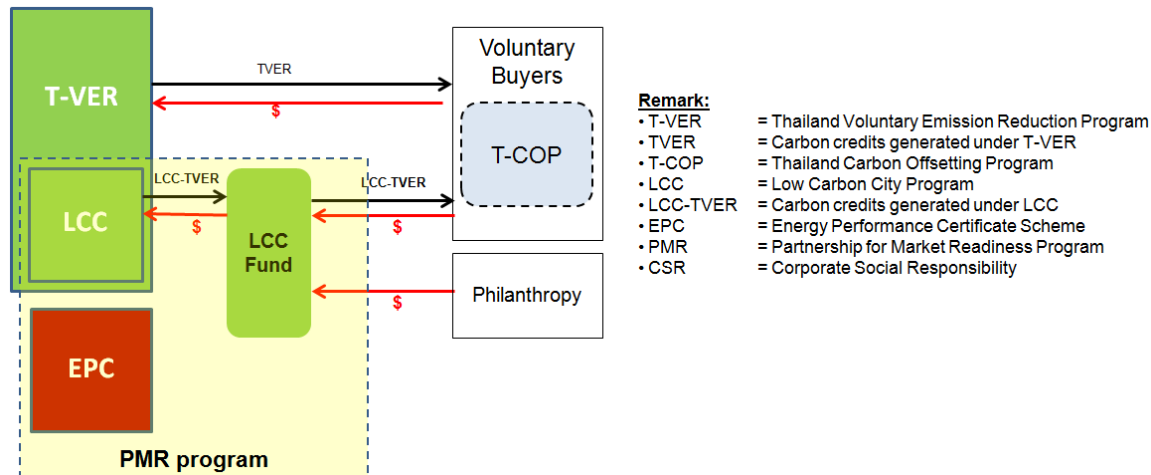 T-VER
TVER
$
Voluntary
Buyers
T-COP
LCC
LCC-TVER
$
LCC
Fund
LCC-TVER
$
$
Philanthropy
EPC
PMR program
Remark:
• T-VER = Thailand Voluntary Emission Reduction Program
• TVER = Carbon credits generated under T-VER
• T-COP = Thailand Carbon Offsetting Program
• LCC = Low Carbon City Program
• LCC-TVER = Carbon credits generated under LCC
• EPC = Energy Performance Certificate Scheme
• PMR = Partnership for Market Readiness Program
• CSR = Corporate Social Responsibility